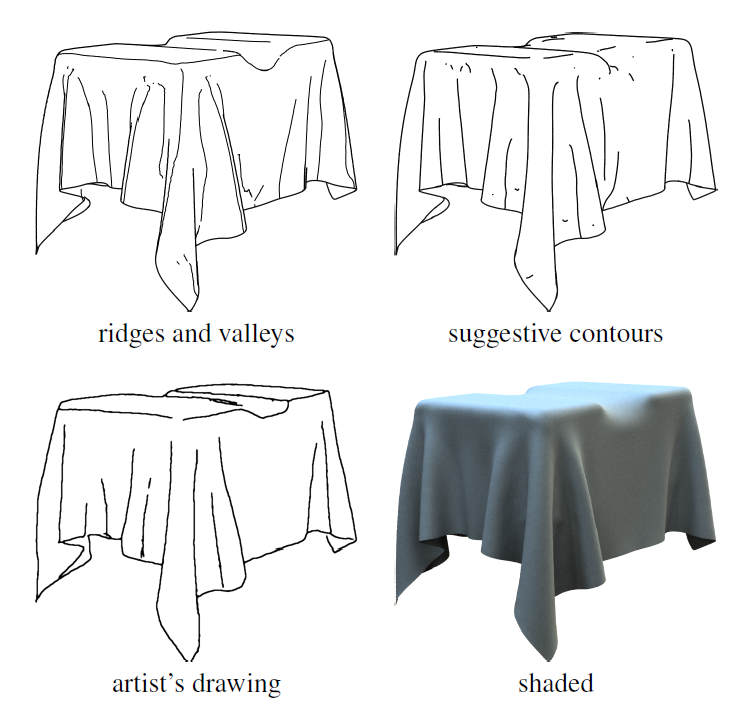 ridges and valleys
suggestive contours
artist's drawing
shaded